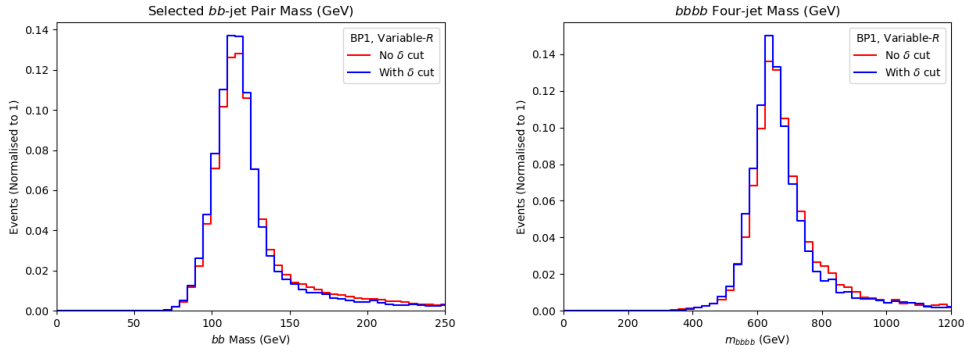 Selected bb-jet Pair Mass (GeV)
0.14
0.12
0.10
0.08
0.06
0.04
0.02
0.00
Events (Normalised to 1)
BP1, Variable-R
No δ cut
With δ cut
0
50
100
150
200
250
bb Mass (GeV)
bbbb Four-jet Mass (GeV)
0.14
0.12
0.10
0.08
0.06
0.04
0.02
0.00
Events (Normalised to 1)
BP1, Variable-R
No δ cut
With δ cut
0
200
400
600
800
1000
1200
m_bbbb (GeV)